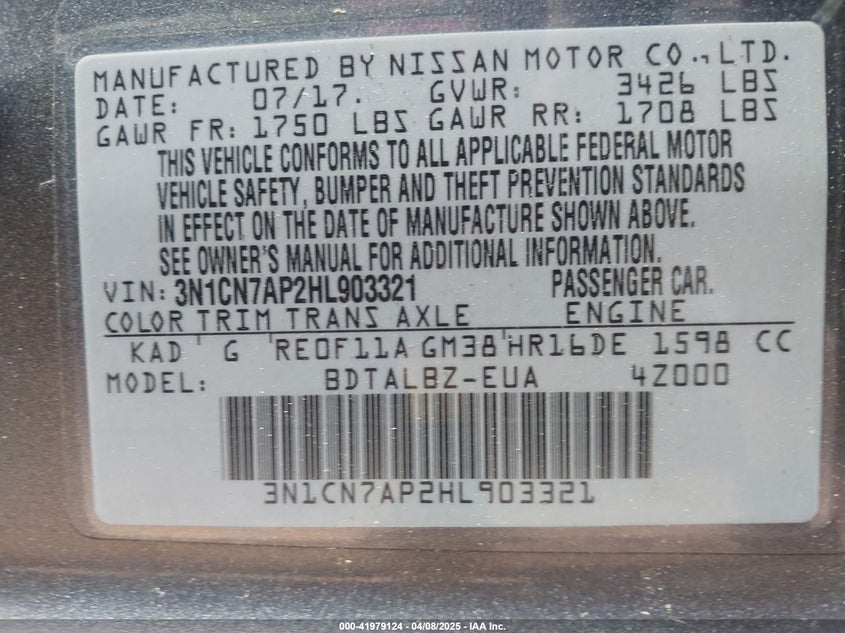 MANUFACTURED BY NISSAN MOTOR CO., LTD.
DATE: 07/17. GVWR: 3426 LBS
GAWR FR: 1750 LBS GAWR RR: 1708 LBS
THIS VEHICLE CONFORMS TO ALL APPLICABLE FEDERAL MOTOR
VEHICLE SAFETY, BUMPER AND THEFT PREVENTION STANDARDS
IN EFFECT ON THE DATE OF MANUFACTURE SHOWN ABOVE.
SEE OWNER'S MANUAL FOR ADDITIONAL INFORMATION.
VIN: 3N1CN7AP2HL903321 PASSENGER CAR.
COLOR TRIM TRANS AXLE ENGINE
KAD G RE0F11A GM38 HR16DE 1598 CC
MODEL: BDTALBZ-EUA 4Z000
3N1CN7AP2HL903321
000-41979124 - 04/08/2025 - IAA Inc.